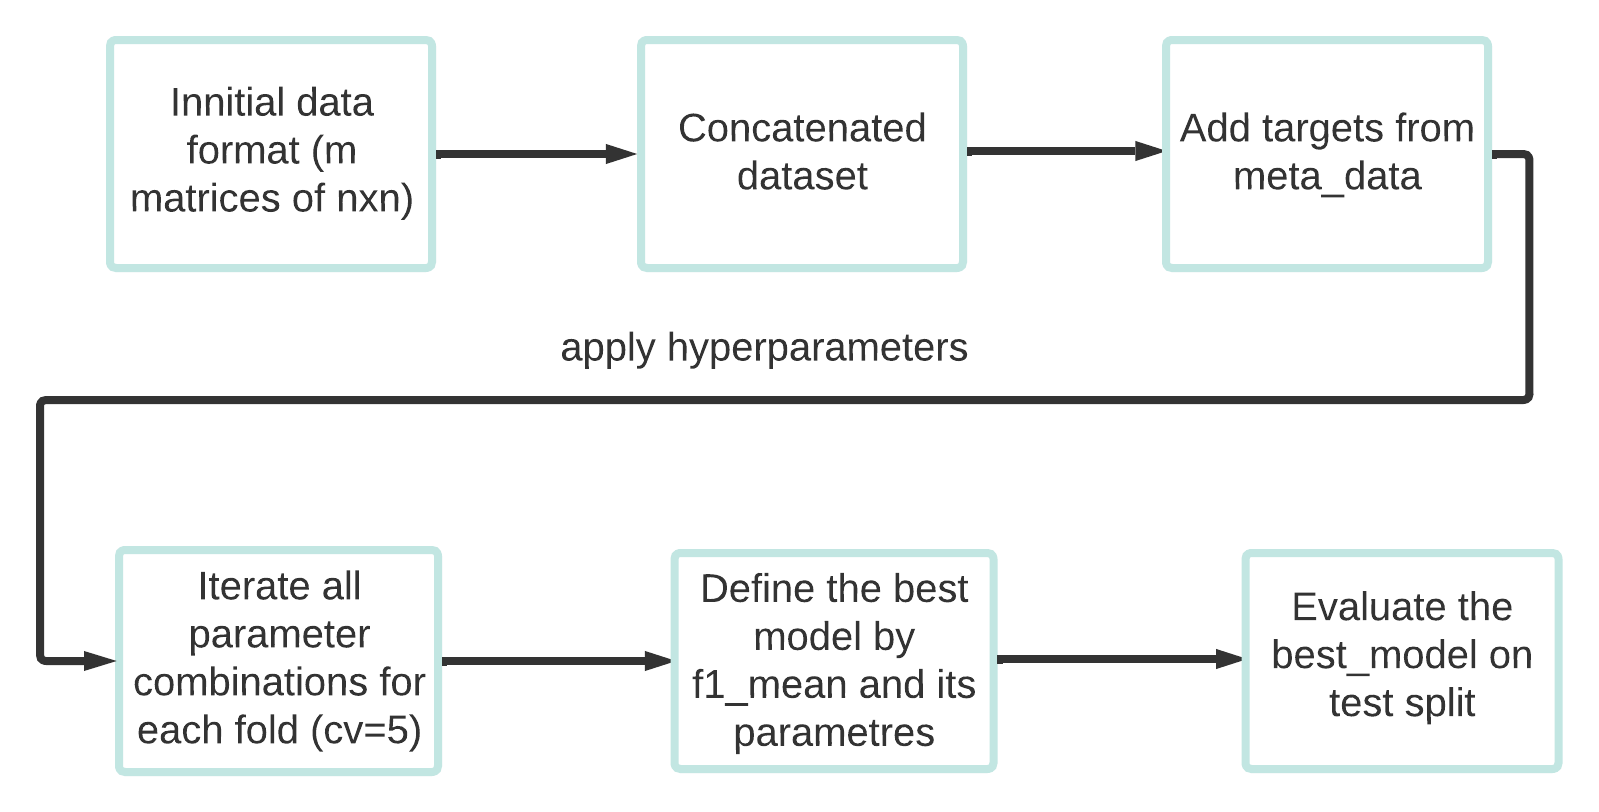 Innitial data
format (m
matrices of nxn)
Concatenated
dataset
Add targets from
meta_data
apply hyperparameters
Iterate all
parameter
combinations for
each fold (cv=5)
Define the best
model by
f1_mean and its
parametres
Evaluate the
best_model on
test split